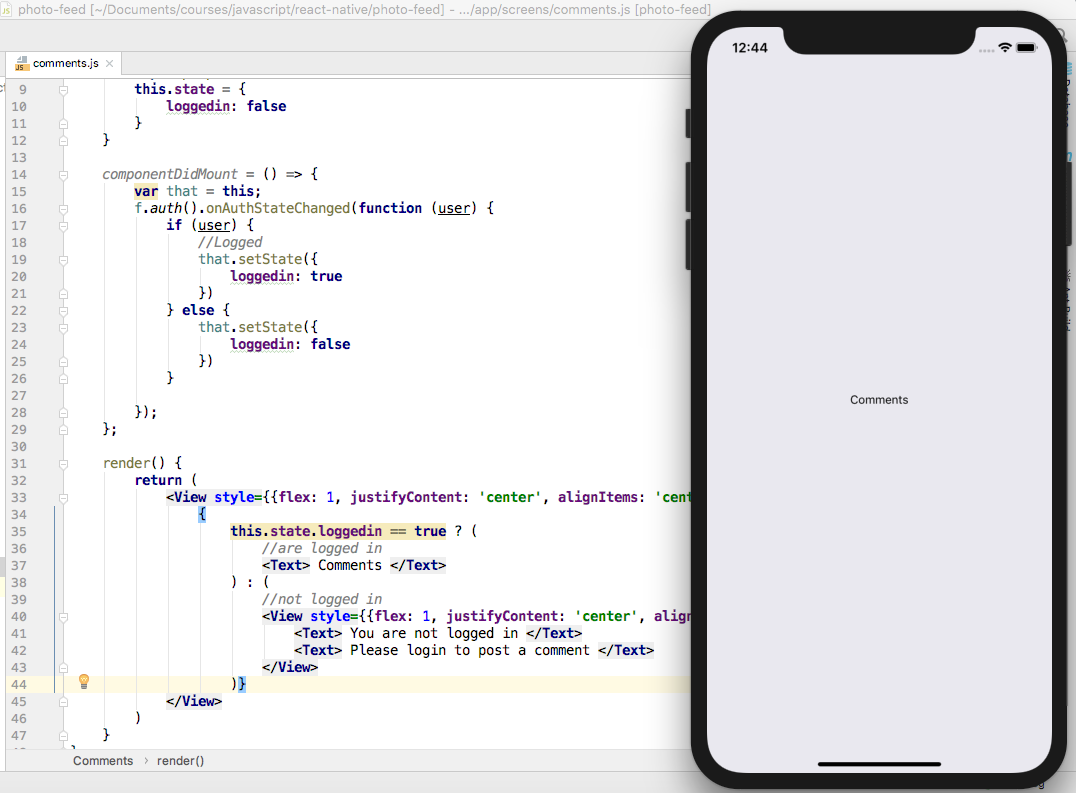 photo-feed [~/Documents/courses/javascript/react-native/photo-feed] - .../app/screens/comments.js [photo-feed]
comments.js
9 this.state = {
10 loggedin: false
11 }
12 }
13
14 componentDidMount = () => {
15 var that = this;
16 f.auth().onAuthStateChanged(function (user) {
17 if (user) {
18 //Logged
19 that.setState({
20 loggedin: true
21 })
22 } else {
23 that.setState({
24 loggedin: false
25 })
26 }
27
28 });
29 };
30
31 render() {
32 return (
33 <View style={{flex: 1, justifyContent: 'center', alignItems: 'cent
34 {
35 this.state.loggedin == true ? (
36 //are logged in
37 <Text> Comments </Text>
38 ) : (
39 //not logged in
40 <View style={{flex: 1, justifyContent: 'center', align
41 <Text> You are not logged in </Text>
42 <Text> Please login to post a comment </Text>
43 </View>
44 )}
45 </View>
46 )
47 }
Comments › render()
12:44
Comments